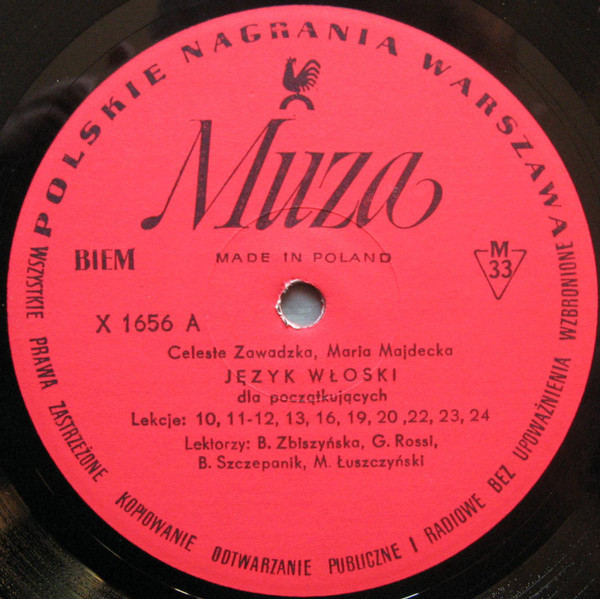 POLSKIE NAGRANIA WARSZAWA
Muza
MADE IN POLAND
BIEM
M
33
X 1656 A
Celeste Zawadzka, Maria Majdecka
JĘZYK WŁOSKI
dla początkujących
Lekcje: 10, 11-12, 13, 16, 19, 20 ,22, 23, 24
Lektorzy: B. Zbiszyńska, G. Rossi,
B. Szczepanik, M. Łuszczyński
WSZYSTKIE PRAWA ZASTRZEŻONE KOPIOWANIE ODTWARZANIE PUBLICZNE I RADIOWE BEZ UPOWAŻNIENIA WZBRONIONE